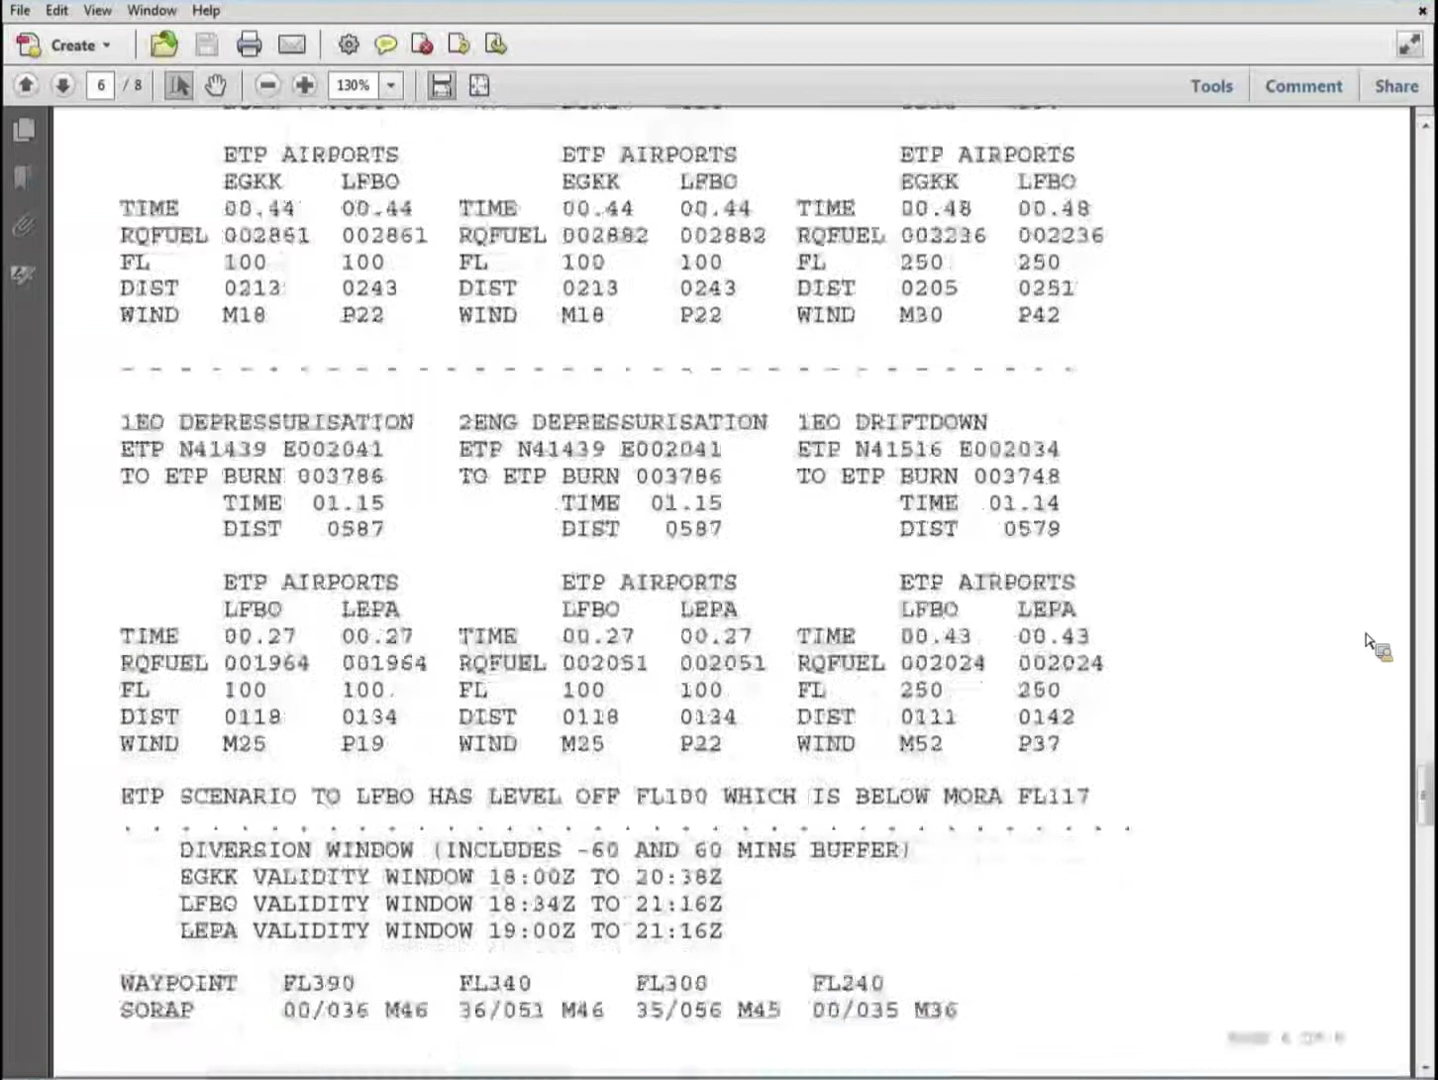 File Edit View Window Help
Create
6 / 8 130% Tools Comment Share
ETP AIRPORTS ETP AIRPORTS ETP AIRPORTS
EGKK LFBO EGKK LFBO EGKK LFBO
TIME 00.44 00.44 TIME 00.44 00.44 TIME 00.48 00.48
RQFUEL 002861 002861 RQFUEL 002882 002882 RQFUEL 002236 002236
FL 100 100 FL 100 100 FL 250 250
DIST 0213 0243 DIST 0213 0243 DIST 0205 0251
WIND M18 P22 WIND M18 P22 WIND M30 P42
- - - - - - - - - - - - - - - - - - - - - - - - - - - - - - - - -
1EO DEPRESSURISATION 2ENG DEPRESSURISATION 1EO DRIFTDOWN
ETP N41439 E002041 ETP N41439 E002041 ETP N41516 E002034
TO ETP BURN 003786 TO ETP BURN 003786 TO ETP BURN 003748
TIME 01.15 TIME 01.15 TIME 01.14
DIST 0587 DIST 0587 DIST 0579
ETP AIRPORTS ETP AIRPORTS ETP AIRPORTS
LFBO LEPA LFBO LEPA LFBO LEPA
TIME 00.27 00.27 TIME 00.27 00.27 TIME 00.43 00.43
RQFUEL 001964 001964 RQFUEL 002051 002051 RQFUEL 002024 002024
FL 100 100 FL 100 100 FL 250 250
DIST 0118 0134 DIST 0118 0134 DIST 0111 0142
WIND M25 P19 WIND M25 P22 WIND M52 P37
ETP SCENARIO TO LFBO HAS LEVEL OFF FL100 WHICH IS BELOW MORA FL117
. . . . . . . . . . . . . . . . . . . . . . . . . . . . . . . . . . .
DIVERSION WINDOW (INCLUDES -60 AND 60 MINS BUFFER)
EGKK VALIDITY WINDOW 18:00Z TO 20:38Z
LFBO VALIDITY WINDOW 18:34Z TO 21:16Z
LEPA VALIDITY WINDOW 19:00Z TO 21:16Z
WAYPOINT FL390 FL340 FL300 FL240
SORAP 00/036 M46 36/051 M46 35/056 M45 00/035 M36